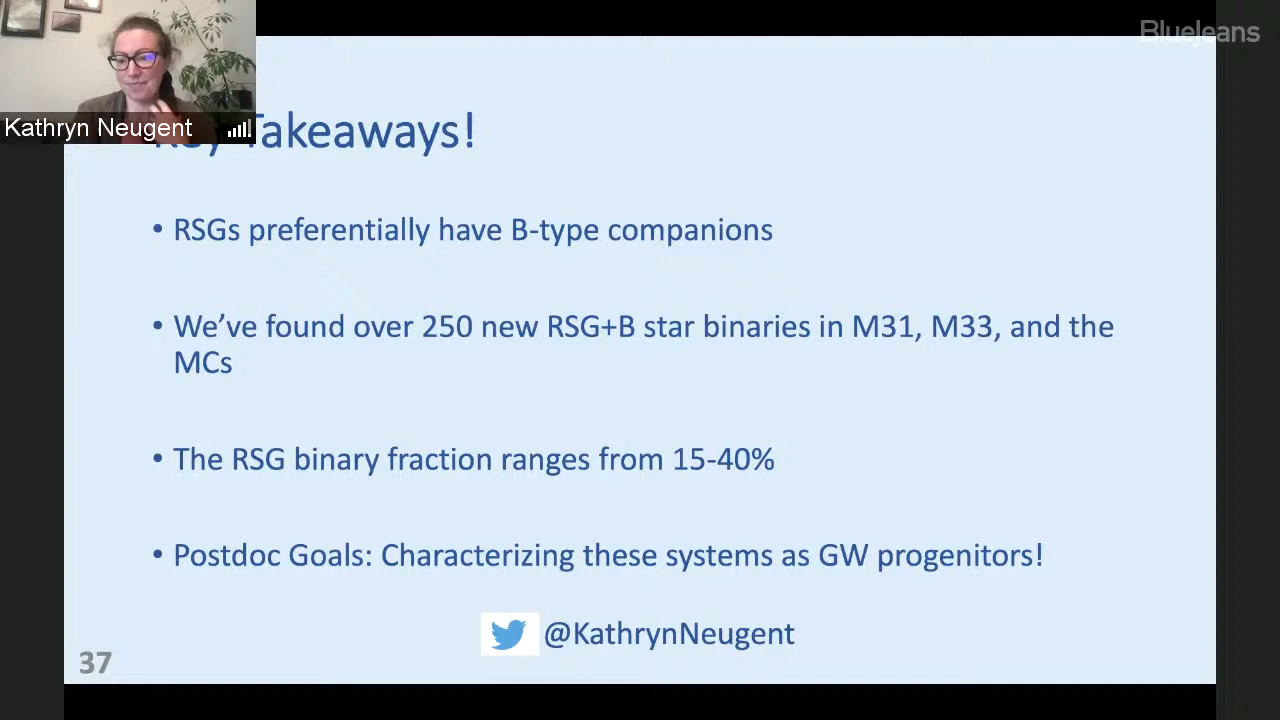 BlueJeans
Kathryn Neugent
Key Takeaways!
• RSGs preferentially have B-type companions
• We’ve found over 250 new RSG+B star binaries in M31, M33, and the
MCs
• The RSG binary fraction ranges from 15-40%
• Postdoc Goals: Characterizing these systems as GW progenitors!
@KathrynNeugent
37